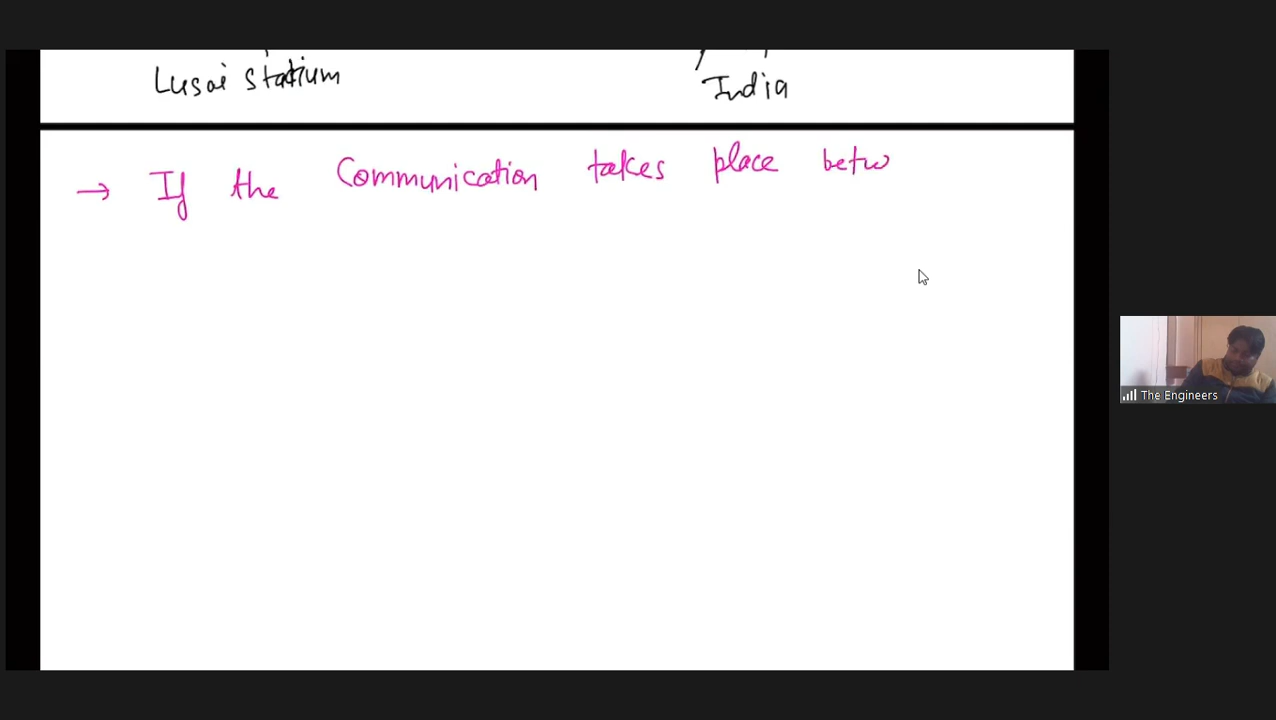 Lusai stadium
India
→ If the Communication takes place betw
The Engineers